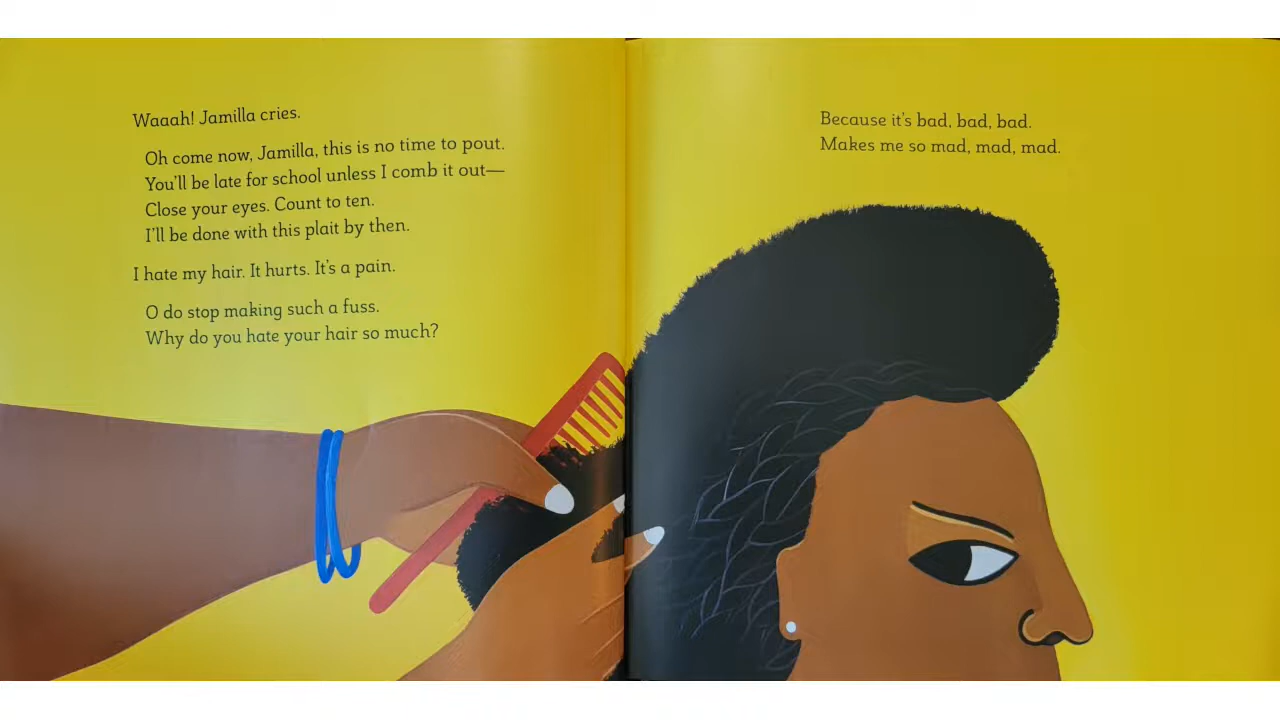 Waaah! Jamilla cries.
Oh come now, Jamilla, this is no time to pout.
You'll be late for school unless I comb it out—
Close your eyes. Count to ten.
I'll be done with this plait by then.
I hate my hair. It hurts. It's a pain.
O do stop making such a fuss.
Why do you hate your hair so much?
Because it's bad, bad, bad.
Makes me so mad, mad, mad.